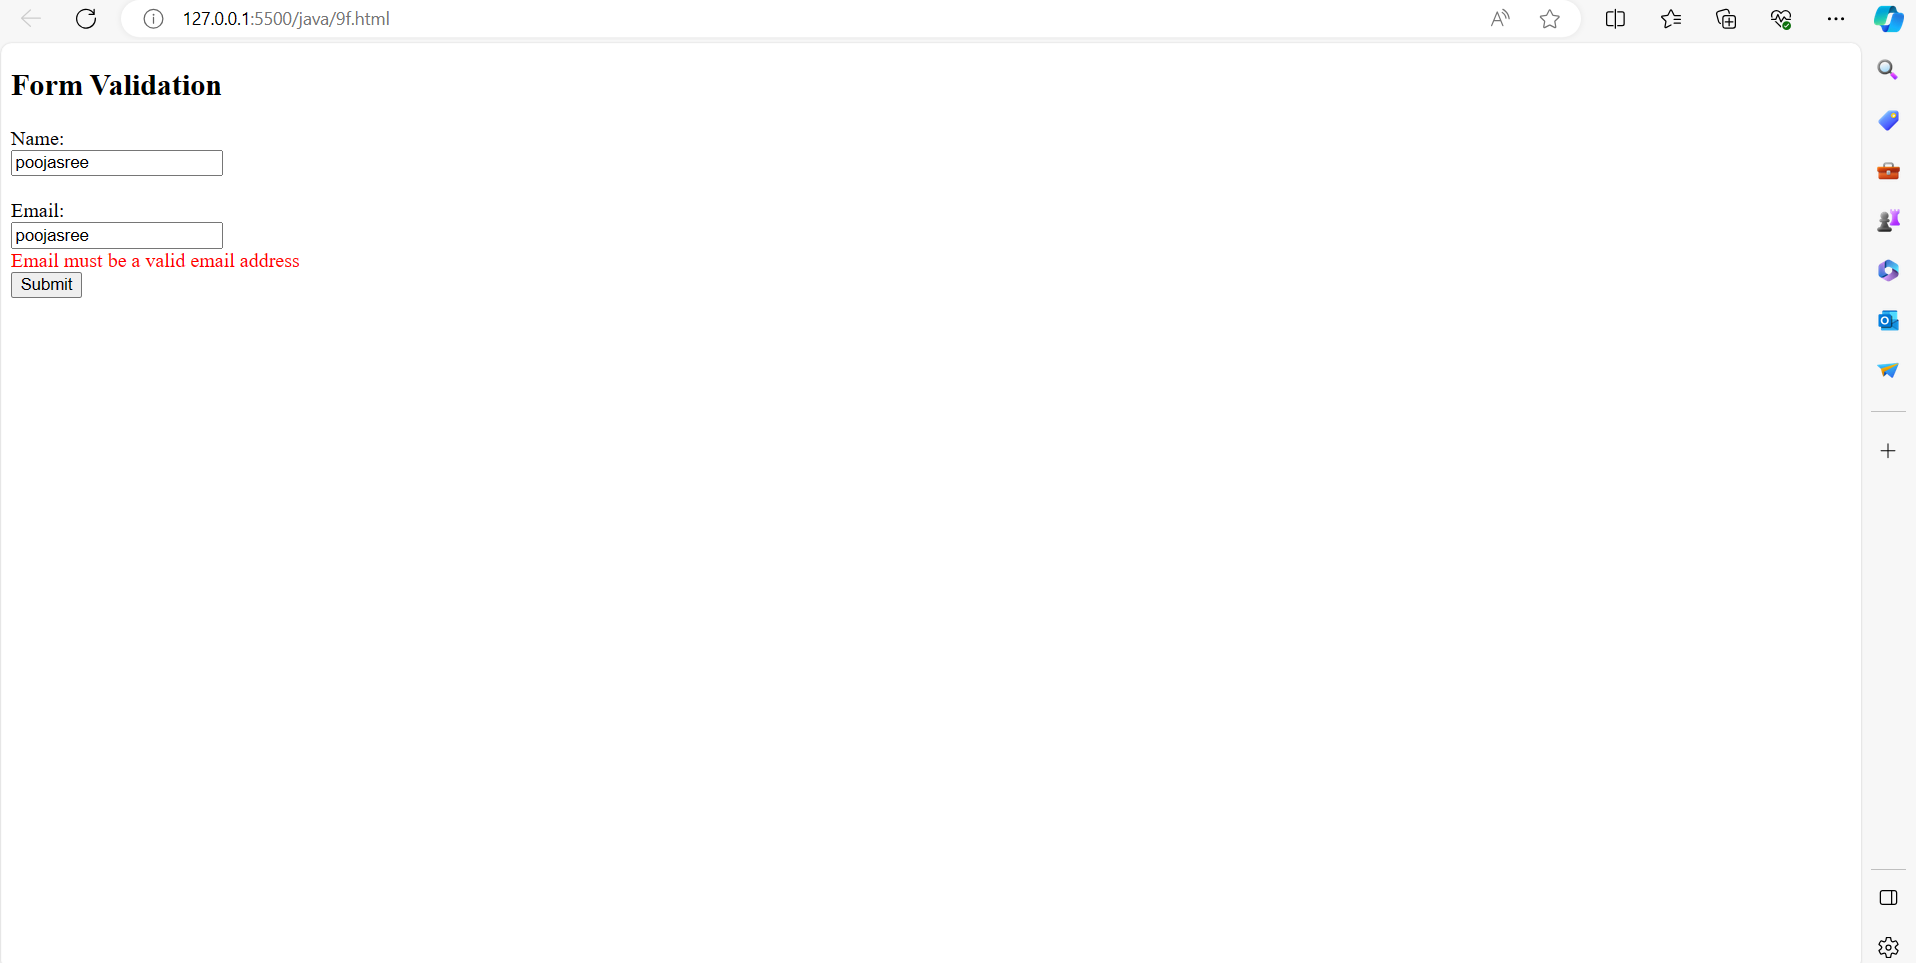 127.0.0.1:5500/java/9f.html
Form Validation
Name:
poojasree
Email:
poojasree
Email must be a valid email address
Submit